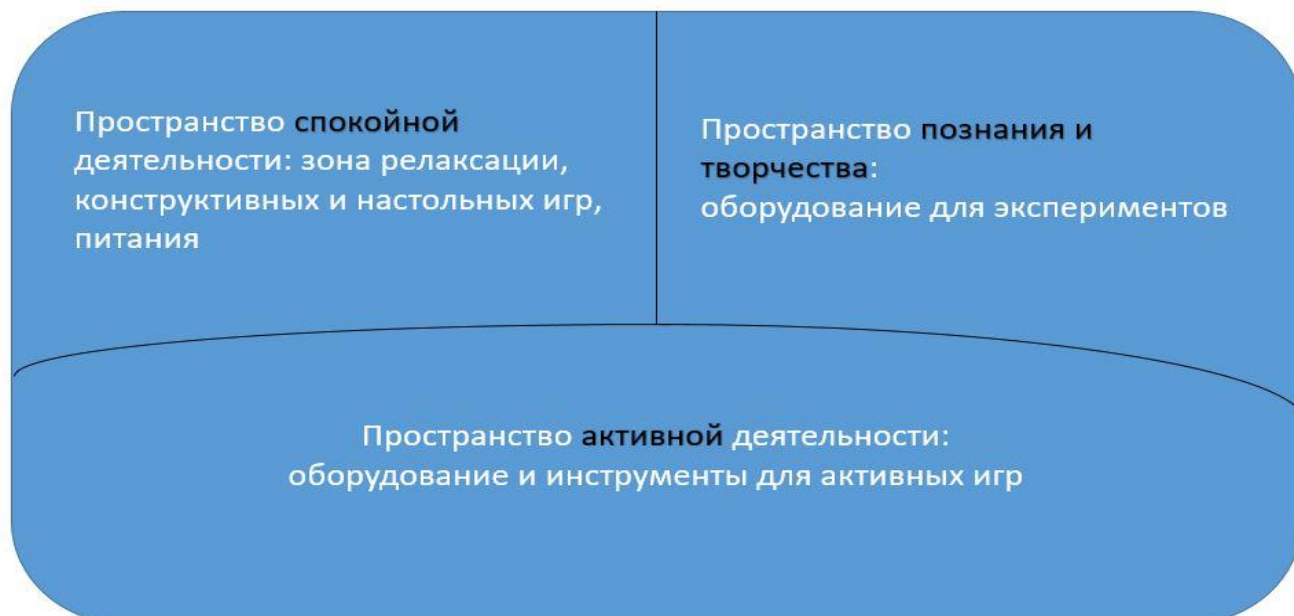 Пространство спокойной
деятельности: зона релаксации,
конструктивных и настольных игр,
питания
Пространство познания и
творчества:
оборудование для экспериментов
Пространство активной деятельности:
оборудование и инструменты для активных игр